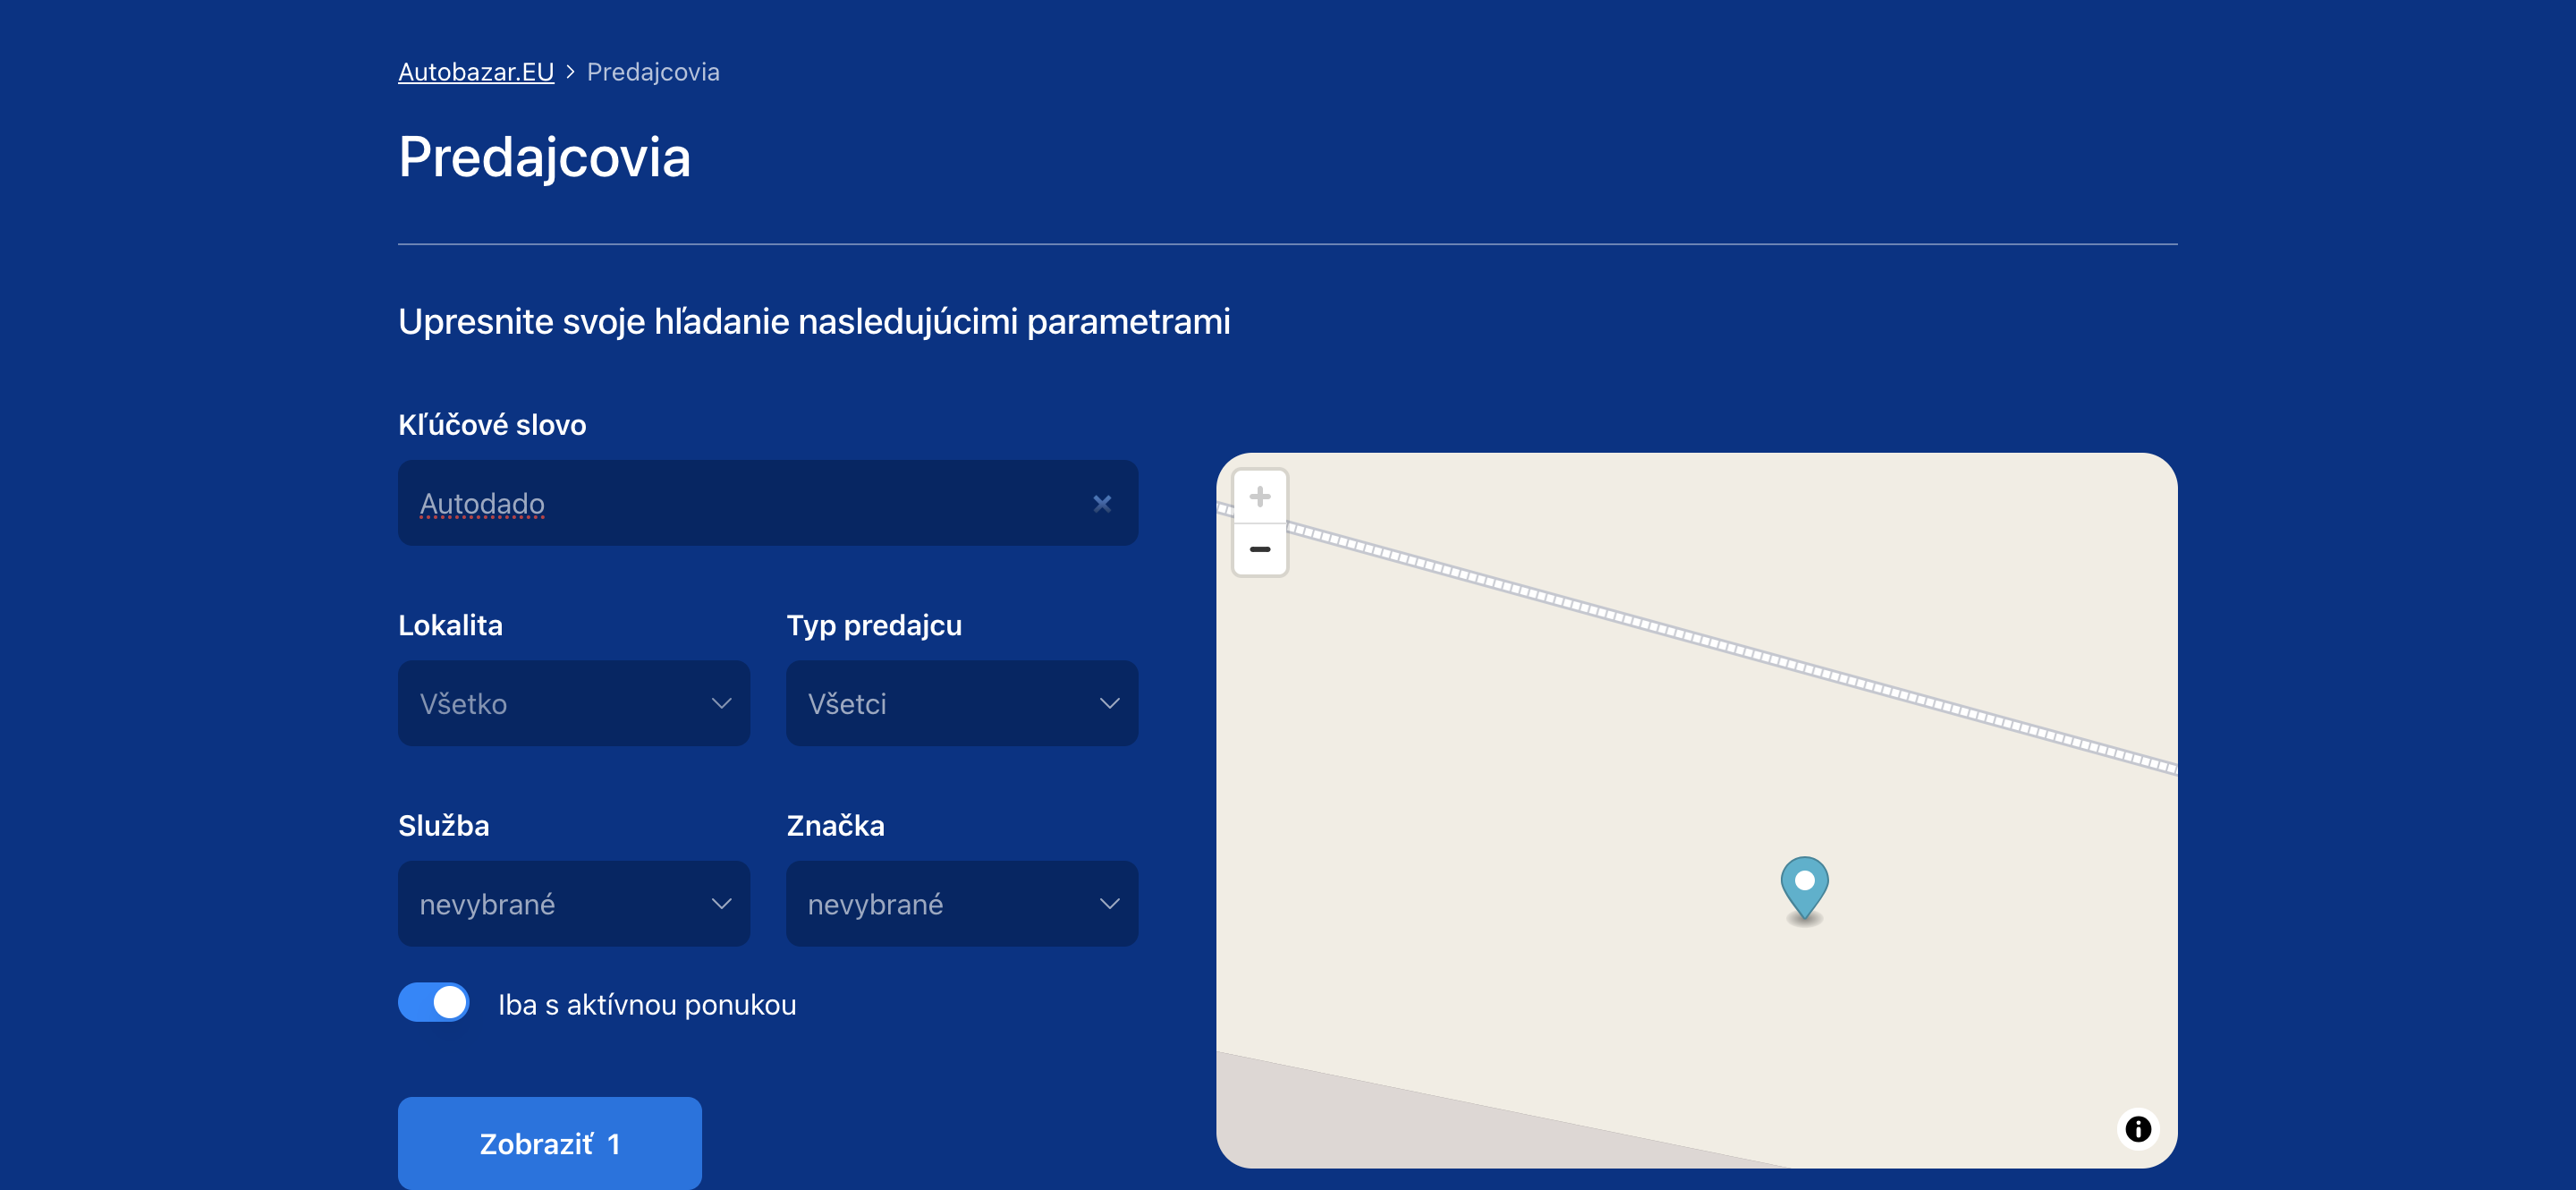 Autobazar.EU > Predajcovia
Predajcovia
Upresnite svoje hľadanie nasledujúcimi parametrami
Kľúčové slovo
Autodado
Lokalita
Typ predajcu
Všetko
Všetci
Služba
Značka
nevybrané
nevybrané
Iba s aktívnou ponukou
Zobraziť 1